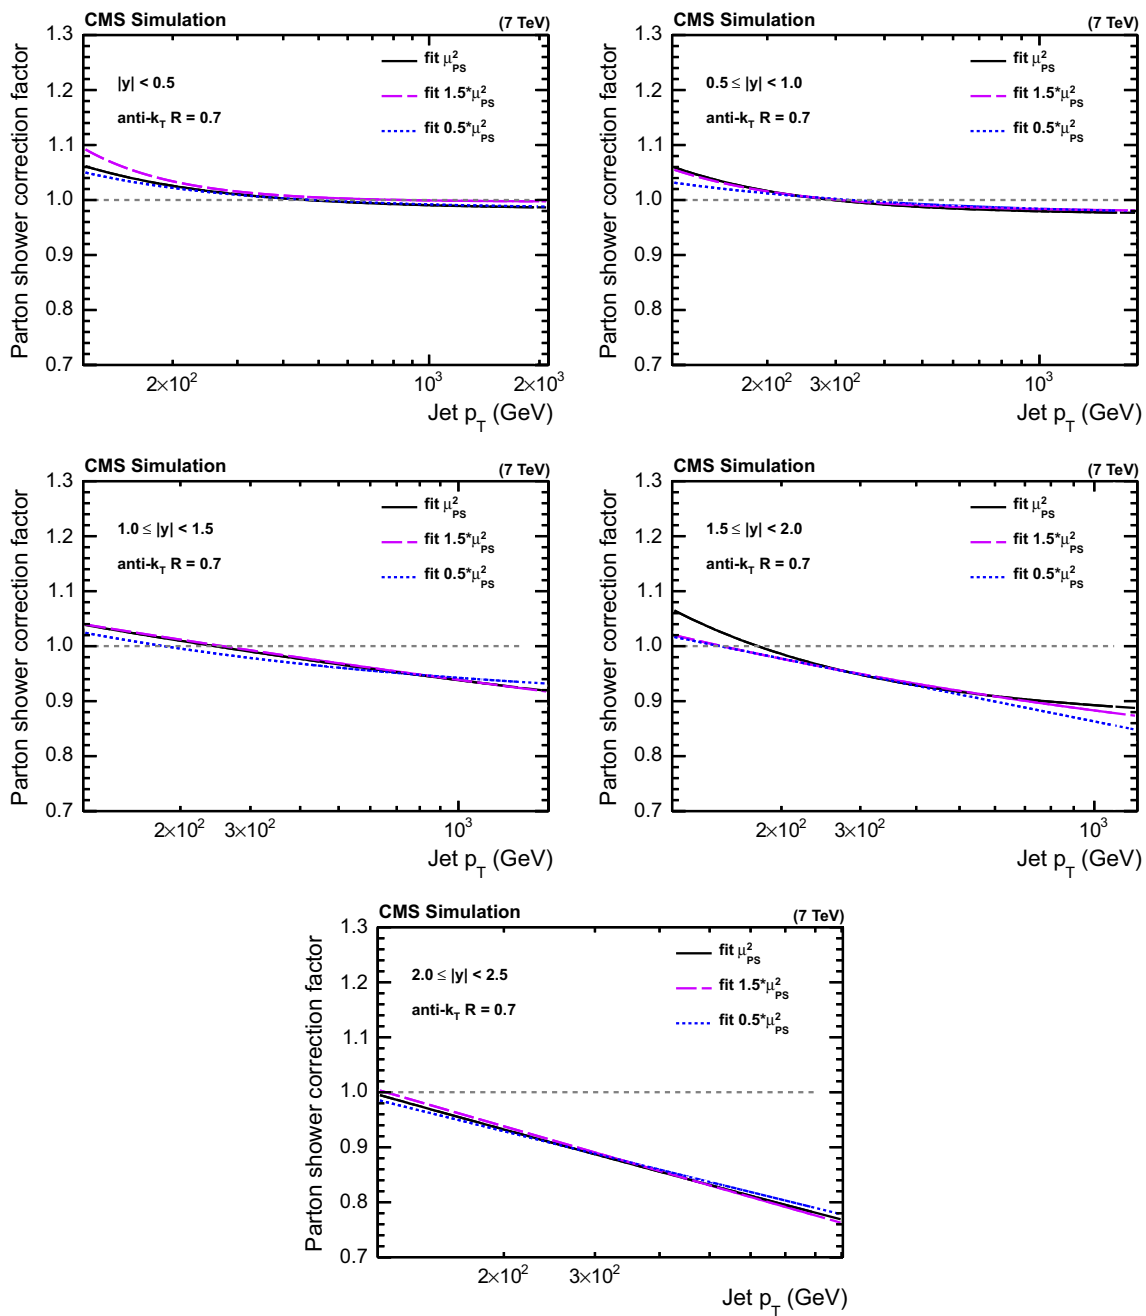 CMS Simulation (7 TeV)
Parton shower correction factor
1.3
1.2
1.1
1.0
0.9
0.8
0.7
|y| < 0.5
anti-k_T R = 0.7
fit μ²_PS
fit 1.5*μ²_PS
fit 0.5*μ²_PS
2×10² 10³ 2×10³
Jet p_T (GeV)
CMS Simulation (7 TeV)
Parton shower correction factor
1.3
1.2
1.1
1.0
0.9
0.8
0.7
0.5 ≤ |y| < 1.0
anti-k_T R = 0.7
fit μ²_PS
fit 1.5*μ²_PS
fit 0.5*μ²_PS
2×10² 3×10² 10³
Jet p_T (GeV)
CMS Simulation (7 TeV)
Parton shower correction factor
1.3
1.2
1.1
1.0
0.9
0.8
0.7
1.0 ≤ |y| < 1.5
anti-k_T R = 0.7
fit μ²_PS
fit 1.5*μ²_PS
fit 0.5*μ²_PS
2×10² 3×10² 10³
Jet p_T (GeV)
CMS Simulation (7 TeV)
Parton shower correction factor
1.3
1.2
1.1
1.0
0.9
0.8
0.7
1.5 ≤ |y| < 2.0
anti-k_T R = 0.7
fit μ²_PS
fit 1.5*μ²_PS
fit 0.5*μ²_PS
2×10² 3×10² 10³
Jet p_T (GeV)
CMS Simulation (7 TeV)
Parton shower correction factor
1.3
1.2
1.1
1.0
0.9
0.8
0.7
2.0 ≤ |y| < 2.5
anti-k_T R = 0.7
fit μ²_PS
fit 1.5*μ²_PS
fit 0.5*μ²_PS
2×10² 3×10²
Jet p_T (GeV)